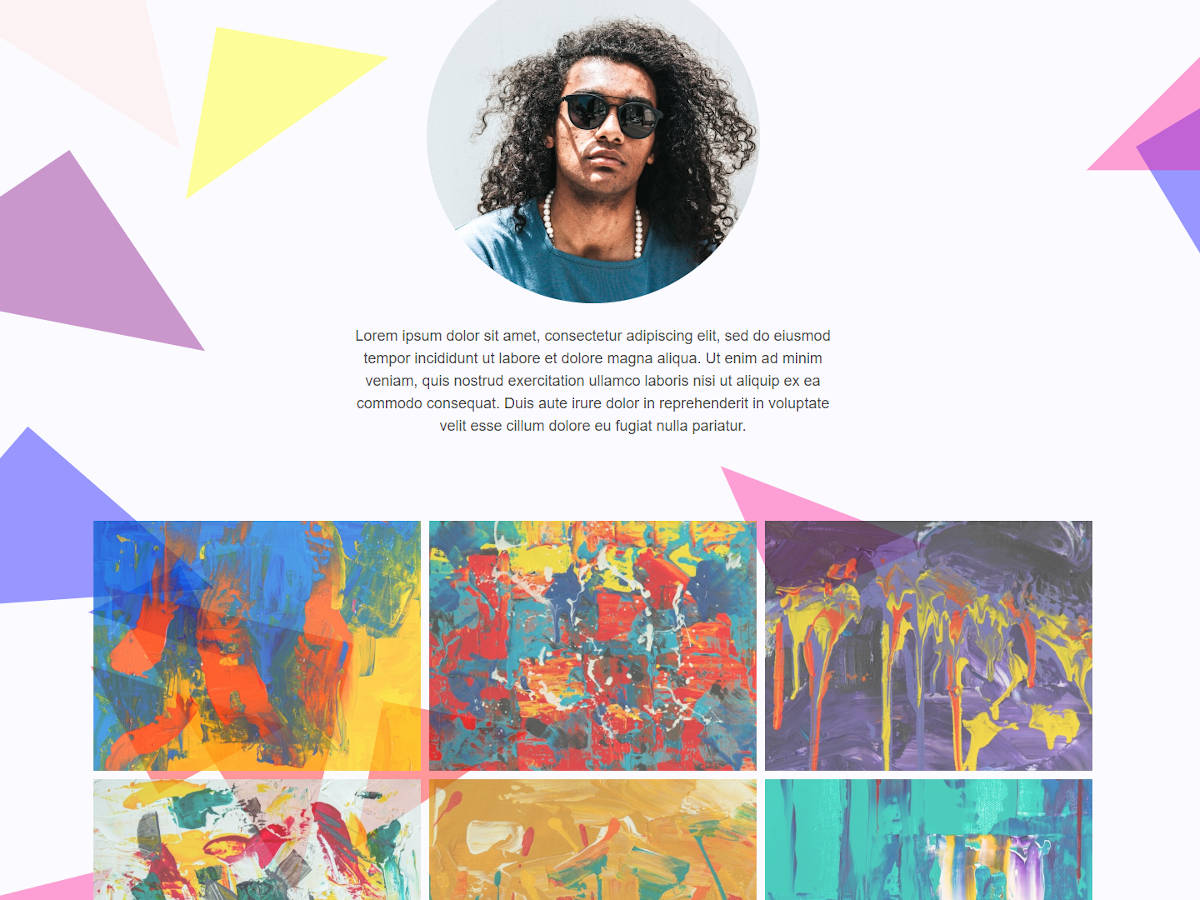 Lorem ipsum dolor sit amet, consectetur adipiscing elit, sed do eiusmod
tempor incididunt ut labore et dolore magna aliqua. Ut enim ad minim
veniam, quis nostrud exercitation ullamco laboris nisi ut aliquip ex ea
commodo consequat. Duis aute irure dolor in reprehenderit in voluptate
velit esse cillum dolore eu fugiat nulla pariatur.